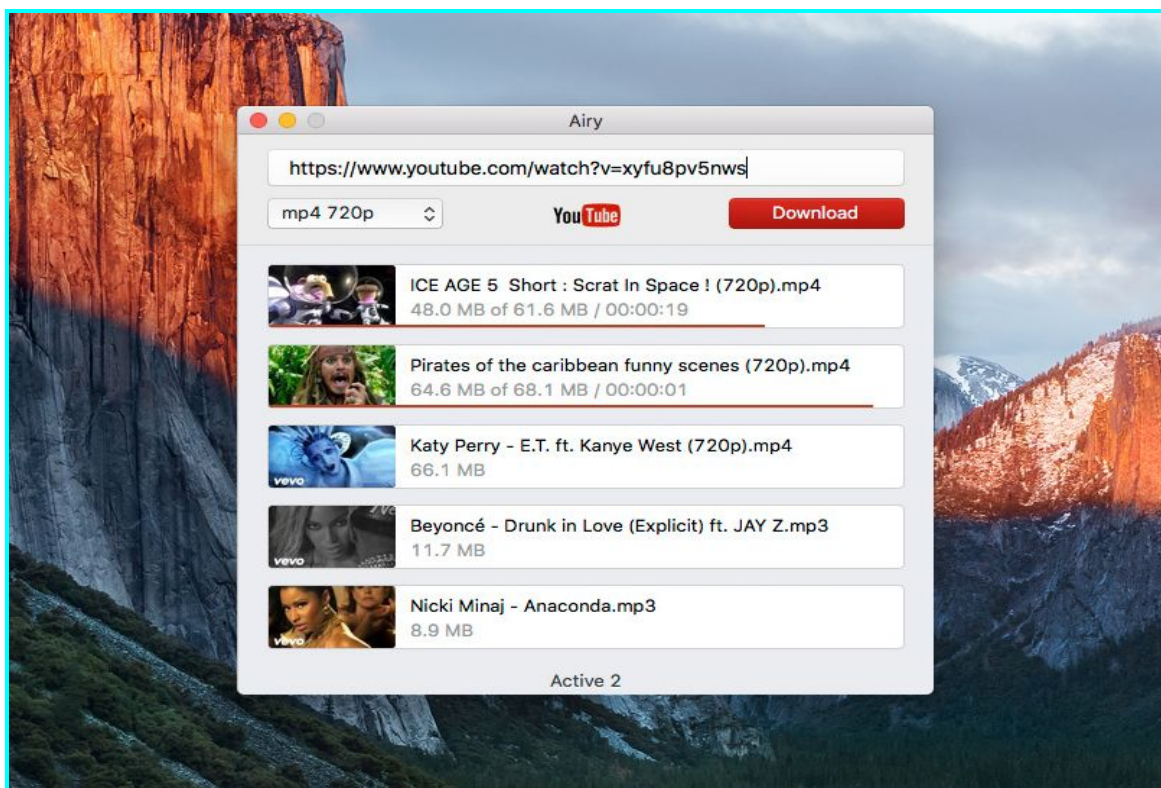 Airy
https://www.youtube.com/watch?v=xyfu8pv5nws
mp4 720p
YouTube
Download
ICE AGE 5 Short : Scrat In Space ! (720p).mp4
48.0 MB of 61.6 MB / 00:00:19
Pirates of the caribbean funny scenes (720p).mp4
64.6 MB of 68.1 MB / 00:00:01
vevo
Katy Perry - E.T. ft. Kanye West (720p).mp4
66.1 MB
vevo
Beyoncé - Drunk in Love (Explicit) ft. JAY Z.mp3
11.7 MB
vevo
Nicki Minaj - Anaconda.mp3
8.9 MB
Active 2